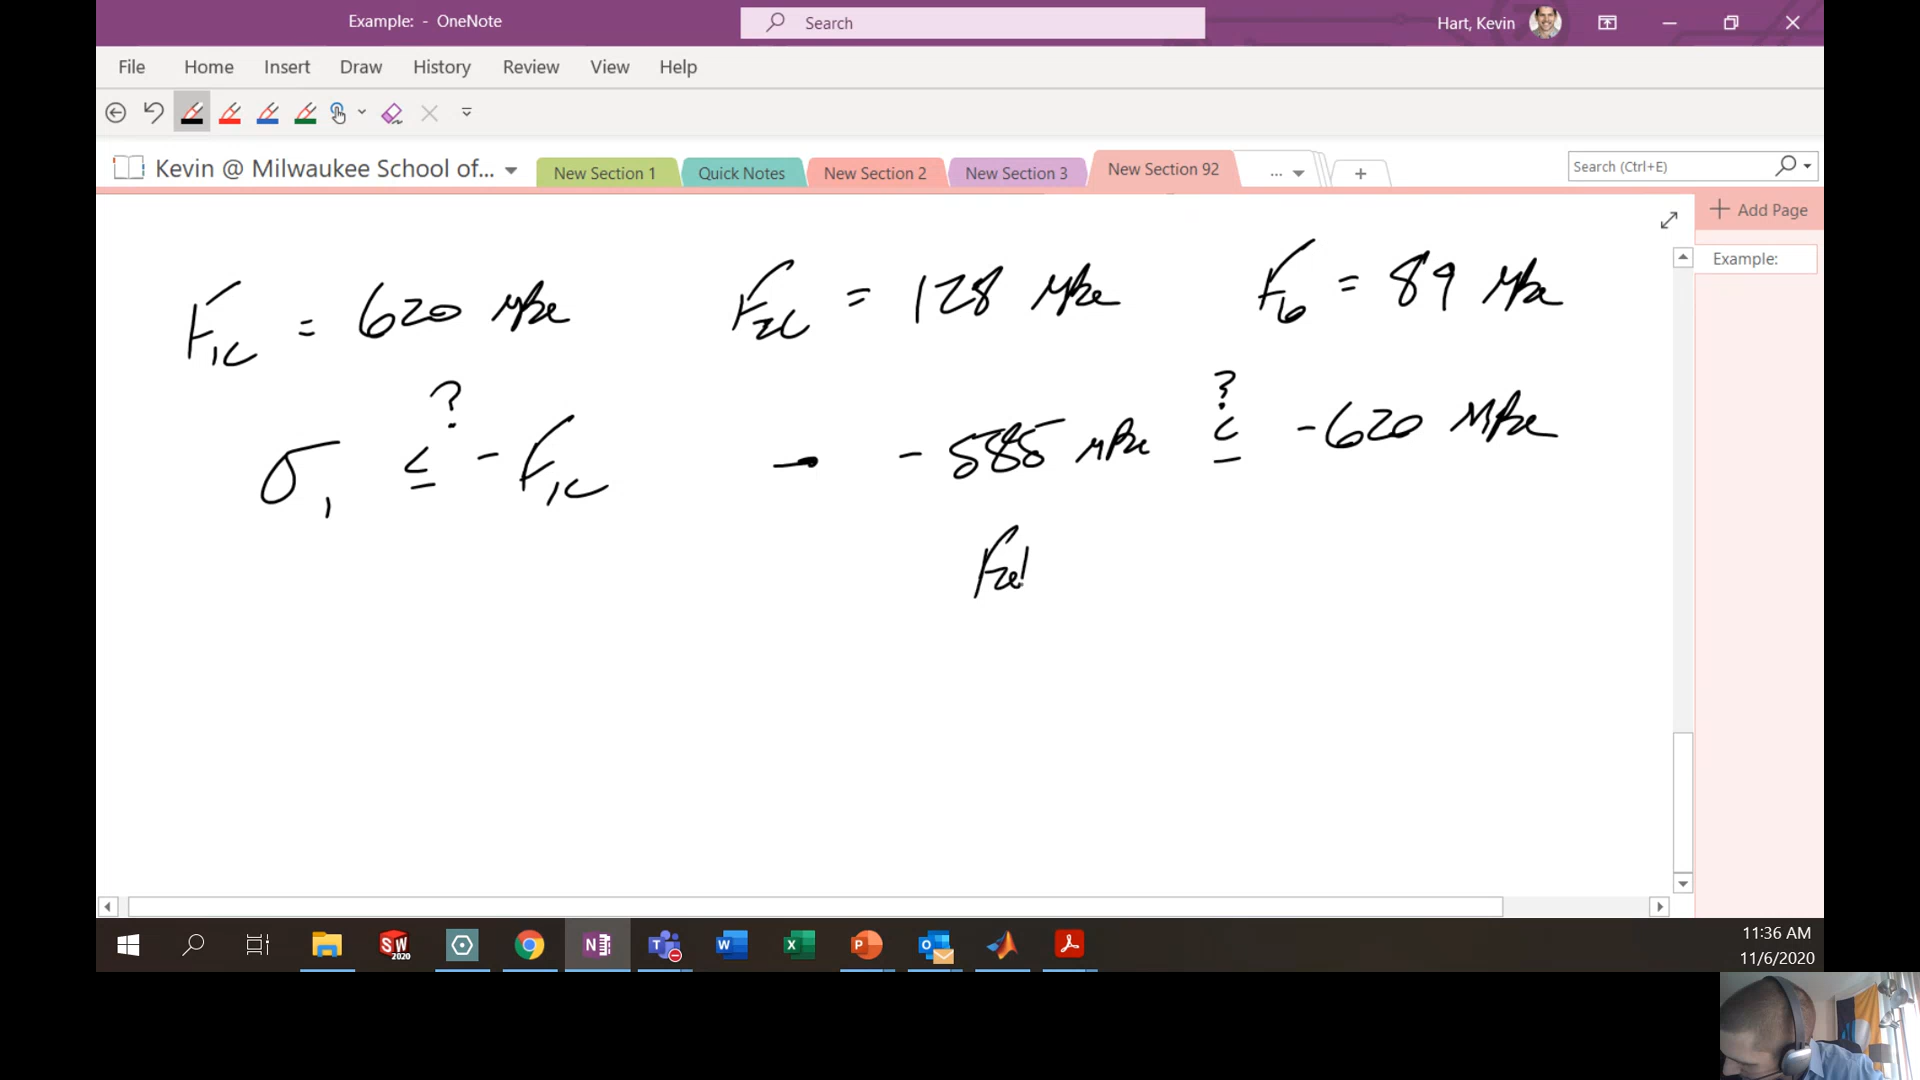 Example: - OneNote
Search
Hart, Kevin
File Home Insert Draw History Review View Help
Kevin @ Milwaukee School of...
New Section 1
Quick Notes
New Section 2
New Section 3
New Section 92
...
Search (Ctrl+E)
Add Page
Example:
F1C = 620 MPa F2C = 128 MPa F6 = 89 MPa
?
σ1 ≤ - F1C
?
- 585 MPa ≤ -620 MPa
SW
2020
11:36 AM
11/6/2020